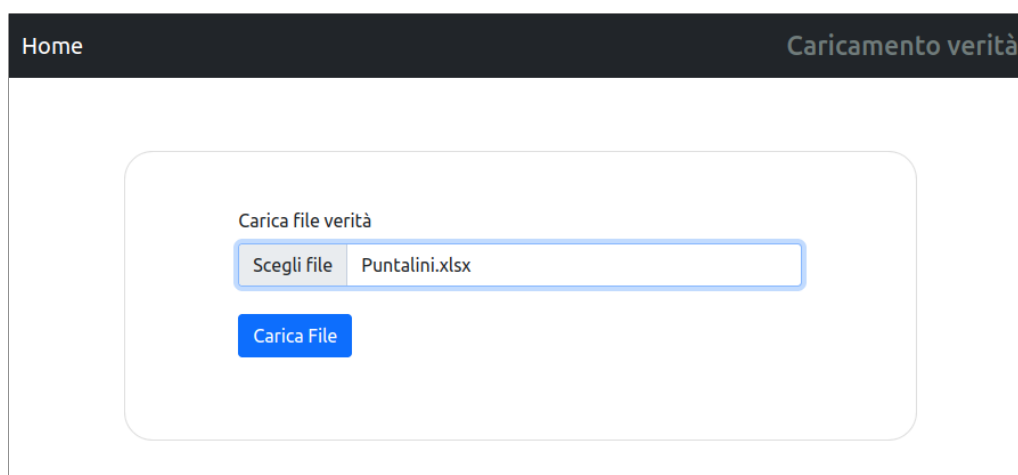 Home Caricamento verità
Carica file verità
Scegli file Puntalini.xlsx
Carica File